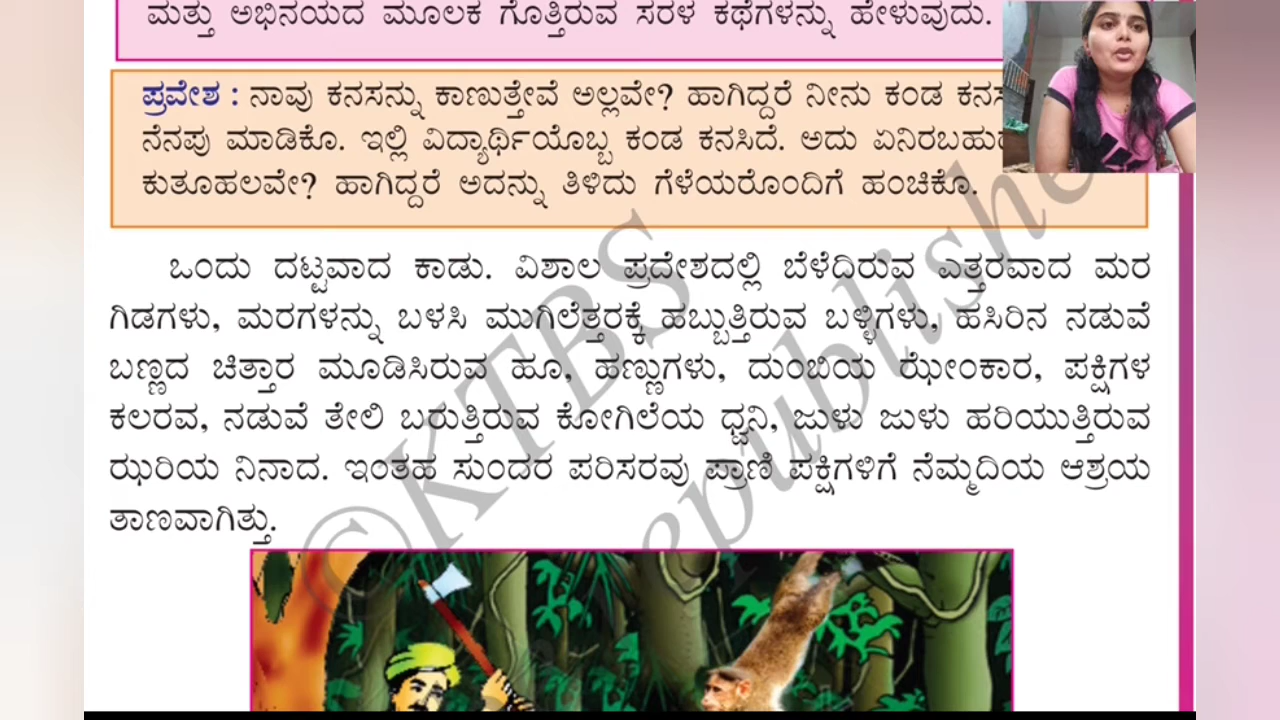 ಮತ್ತು ಅಭಿನಯದ ಮೂಲಕ ಗೊತ್ತಿರುವ ಸರಳ ಕಥೆಗಳನ್ನು ಹೇಳುವುದು.
ಪ್ರವೇಶ : ನಾವು ಕನಸನ್ನು ಕಾಣುತ್ತೇವೆ ಅಲ್ಲವೇ? ಹಾಗಿದ್ದರೆ ನೀನು ಕಂಡ
ನೆನಪು ಮಾಡಿಕೊ. ಇಲ್ಲಿ ವಿದ್ಯಾರ್ಥಿಯೊಬ್ಬ ಕಂಡ ಕನಸಿದೆ. ಅದು
ಕುತೂಹಲವೇ? ಹಾಗಿದ್ದರೆ ಅದನ್ನು ತಿಳಿದು ಗೆಳೆಯರೊಂದಿಗೆ ಹಂಚಿಕೊ.
ಒಂದು ದಟ್ಟವಾದ ಕಾಡು. ವಿಶಾಲ ಪ್ರದೇಶದಲ್ಲಿ ಬೆಳೆದಿರುವ ಎತ್ತರವಾದ ಮರ
ಗಿಡಗಳು, ಮರಗಳನ್ನು ಬಳಸಿ ಮುಗಿಲೆತ್ತರಕ್ಕೆ ಹಬ್ಬುತ್ತಿರುವ ಬಳ್ಳಿಗಳು, ಹಸಿರಿನ ನಡುವೆ
ಬಣ್ಣದ ಚಿತ್ತಾರ ಮೂಡಿಸಿರುವ ಹೂ, ಹಣ್ಣುಗಳು, ದುಂಬಿಯ ಝೇಂಕಾರ, ಪಕ್ಷಿಗಳ
ಕಲರವ, ನಡುವೆ ತೇಲಿ ಬರುತ್ತಿರುವ ಕೋಗಿಲೆಯ ಧ್ವನಿ, ಜುಳು ಜುಳು ಹರಿಯುತ್ತಿರುವ
ಝರಿಯ ನಿನಾದ. ಇಂತಹ ಸುಂದರ ಪರಿಸರವು ಪ್ರಾಣಿ ಪಕ್ಷಿಗಳಿಗೆ ನೆಮ್ಮದಿಯ ಆಶ್ರಯ
ತಾಣವಾಗಿತ್ತು.
©KTBS